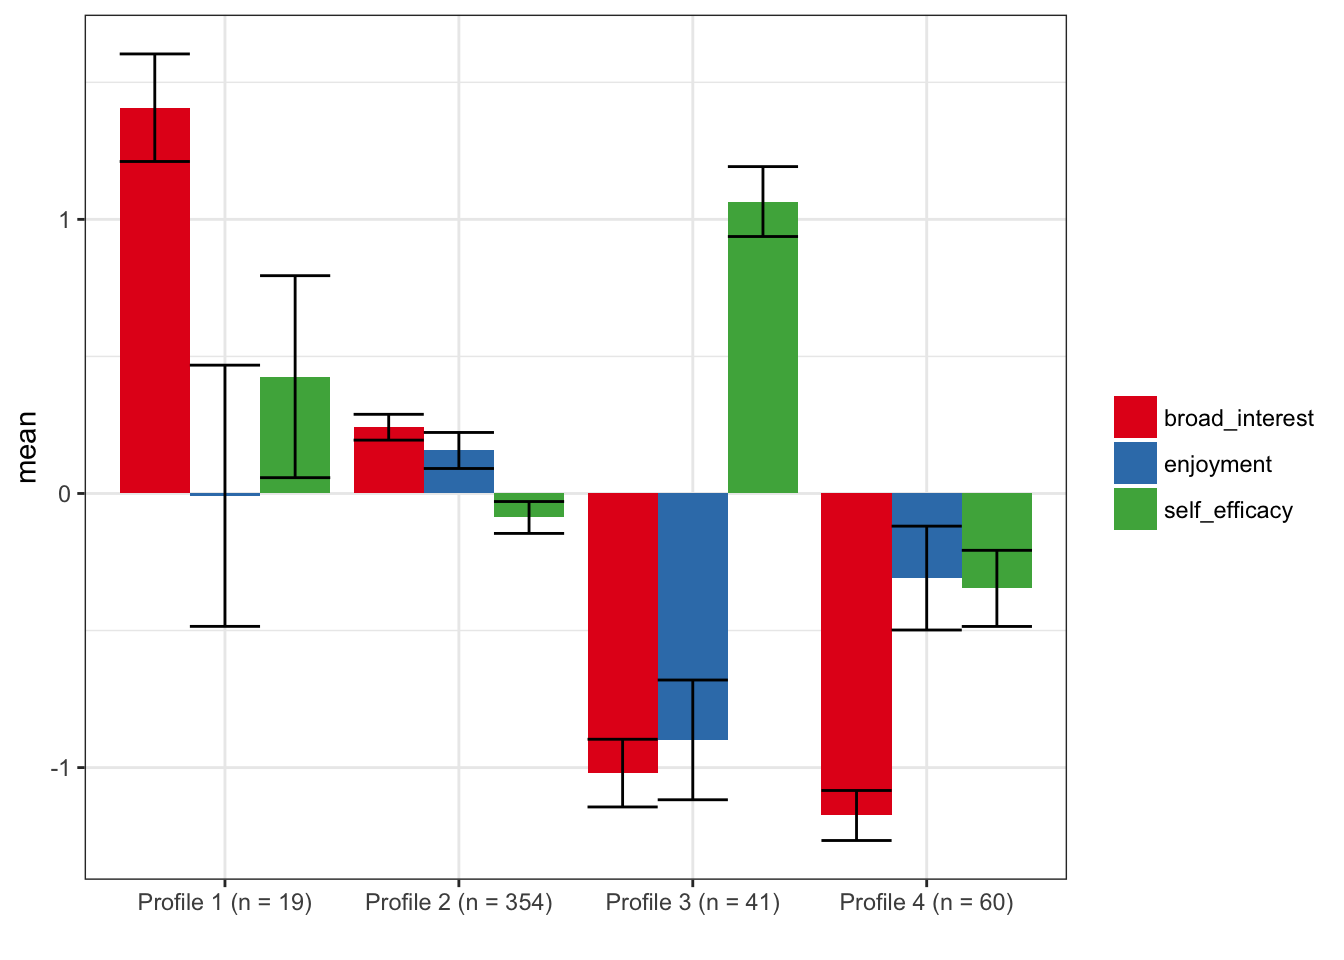 mean
1
0
-1
Profile 1 (n = 19)
Profile 2 (n = 354)
Profile 3 (n = 41)
Profile 4 (n = 60)
broad_interest
enjoyment
self_efficacy